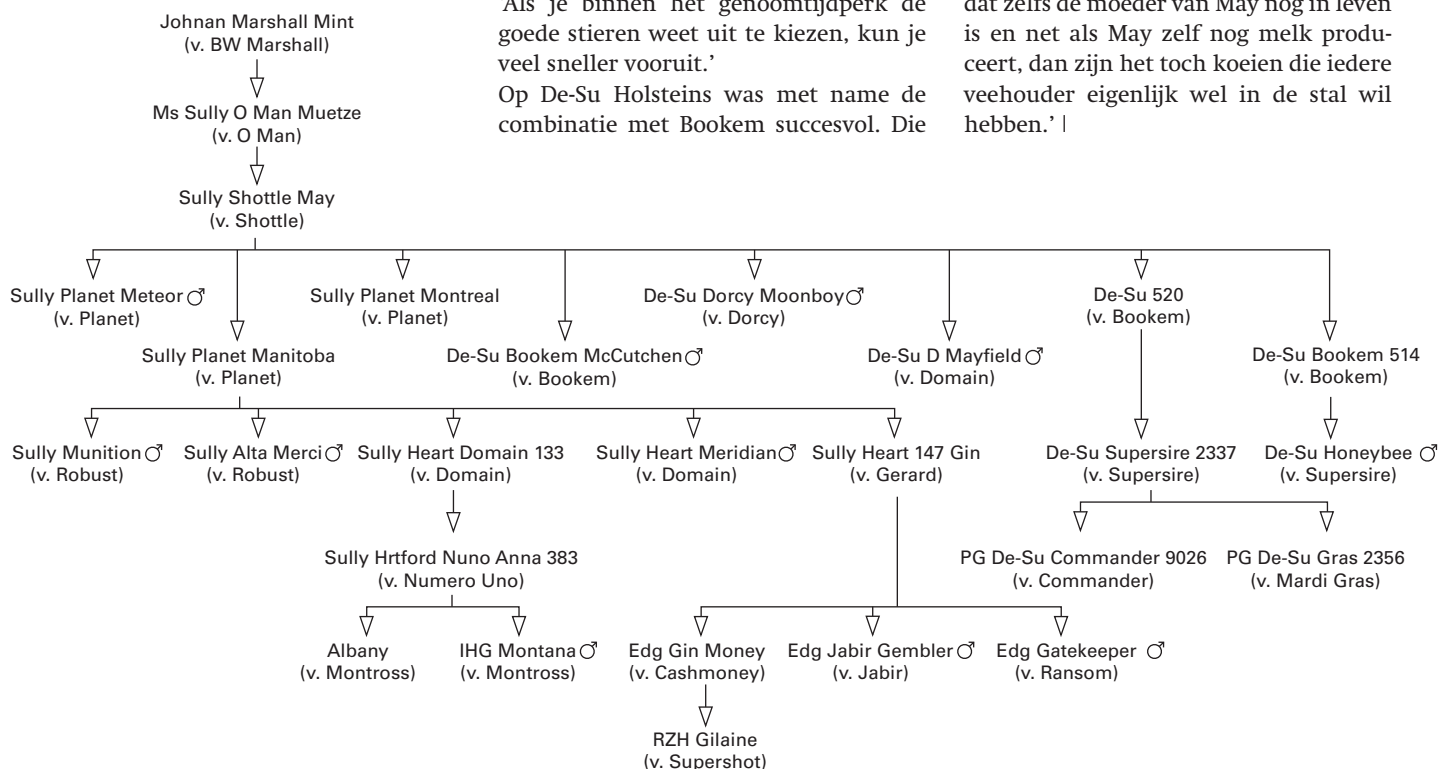 'Als je binnen het genoomtijdperk de
goede stieren weet uit te kiezen, kun je
veel sneller vooruit.'
Op De-Su Holsteins was met name de
combinatie met Bookem succesvol. Die
dat zelfs de moeder van May nog in leven
is en net als May zelf nog melk produ-
ceert, dan zijn het toch koeien die iedere
veehouder eigenlijk wel in de stal wil
hebben.' |
Johnan Marshall Mint
(v. BW Marshall)
Ms Sully O Man Muetze
(v. O Man)
Sully Shottle May
(v. Shottle)
Sully Planet Meteor ♂
(v. Planet)
Sully Planet Montreal
(v. Planet)
De-Su Dorcy Moonboy ♂
(v. Dorcy)
De-Su 520
(v. Bookem)
Sully Planet Manitoba
(v. Planet)
De-Su Bookem McCutchen ♂
(v. Bookem)
De-Su D Mayfield ♂
(v. Domain)
De-Su Bookem 514
(v. Bookem)
Sully Munition ♂
(v. Robust)
Sully Alta Merci ♂
(v. Robust)
Sully Heart Domain 133
(v. Domain)
Sully Heart Meridian ♂
(v. Domain)
Sully Heart 147 Gin
(v. Gerard)
De-Su Supersire 2337
(v. Supersire)
De-Su Honeybee ♂
(v. Supersire)
Sully Hrtford Nuno Anna 383
(v. Numero Uno)
PG De-Su Commander 9026
(v. Commander)
PG De-Su Gras 2356
(v. Mardi Gras)
Albany
(v. Montross)
IHG Montana ♂
(v. Montross)
Edg Gin Money
(v. Cashmoney)
Edg Jabir Gembler ♂
(v. Jabir)
Edg Gatekeeper ♂
(v. Ransom)
RZH Gilaine
(v. Supershot)